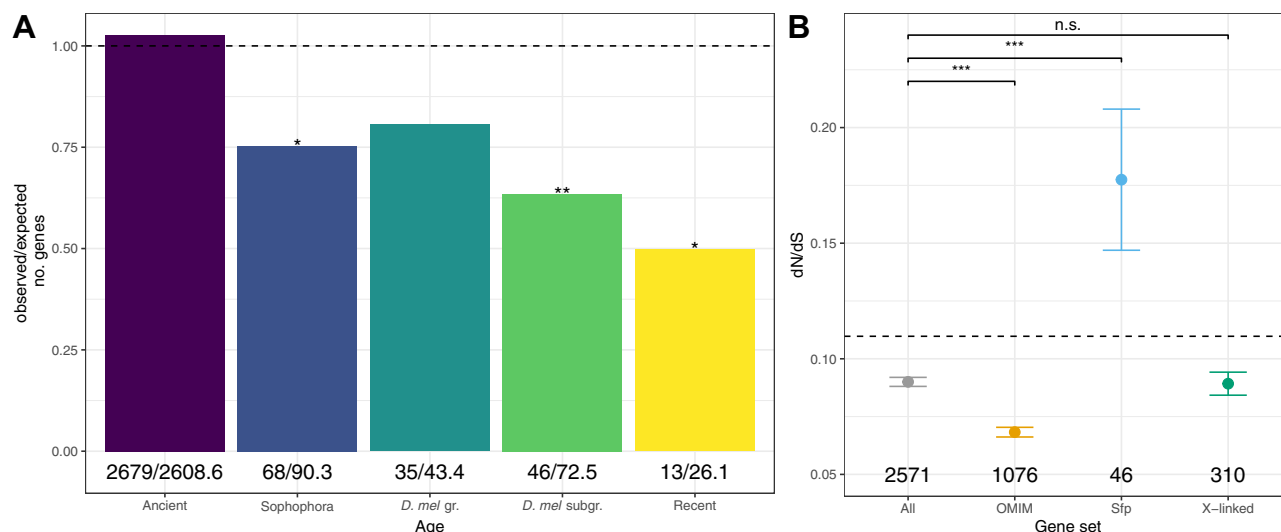 A
observed/expected
no. genes
1.00
0.75
0.50
0.25
0.00
*
**
*
2679/2608.6 68/90.3 35/43.4 46/72.5 13/26.1
Ancient Sophophora D. mel gr. D. mel subgr. Recent
Age
B
n.s.
***
***
dN/dS
0.20
0.15
0.10
0.05
2571 1076 46 310
All OMIM Sfp X-linked
Gene set